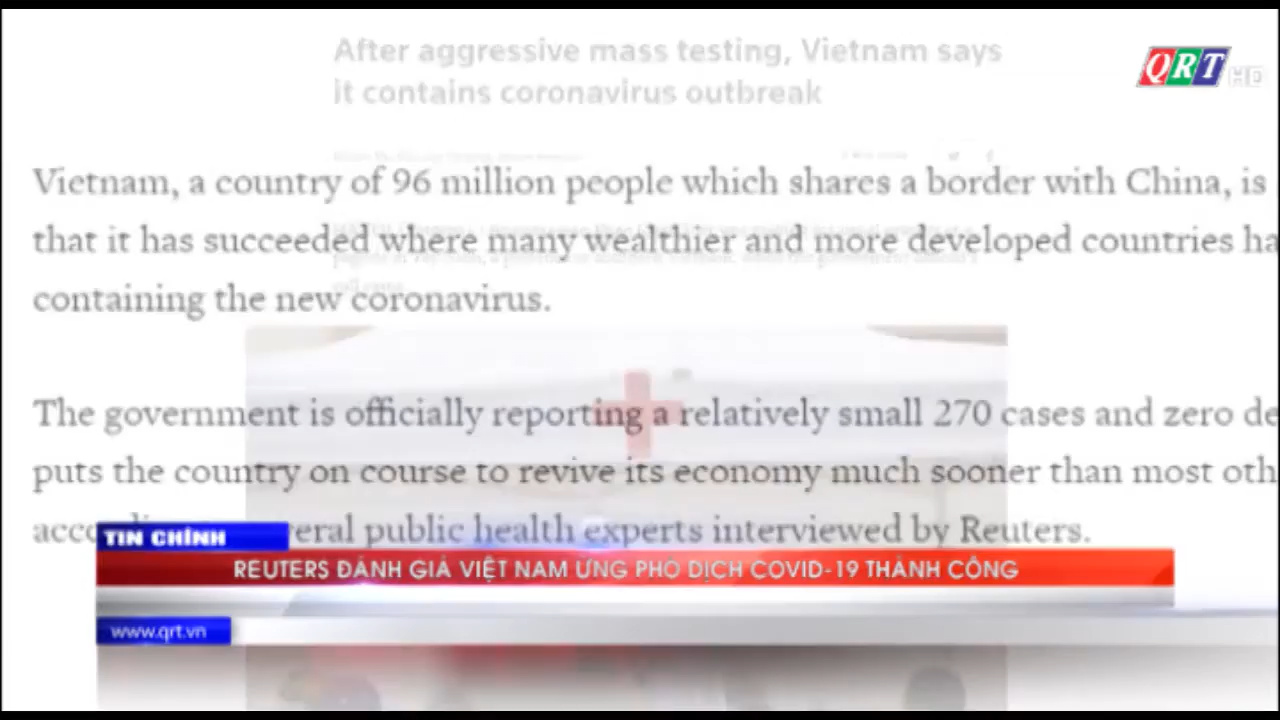 After aggressive mass testing, Vietnam says
it contains coronavirus outbreak
QRT HD
Vietnam, a country of 96 million people which shares a border with China, is
that it has succeeded where many wealthier and more developed countries ha
containing the new coronavirus.
The government is officially reporting a relatively small 270 cases and zero de
puts the country on course to revive its economy much sooner than most oth
public health experts interviewed by Reuters.
TIN CHÍNH
REUTERS ĐÁNH GIÁ VIỆT NAM ỨNG PHÓ DỊCH COVID-19 THÀNH CÔNG
www.qrt.vn